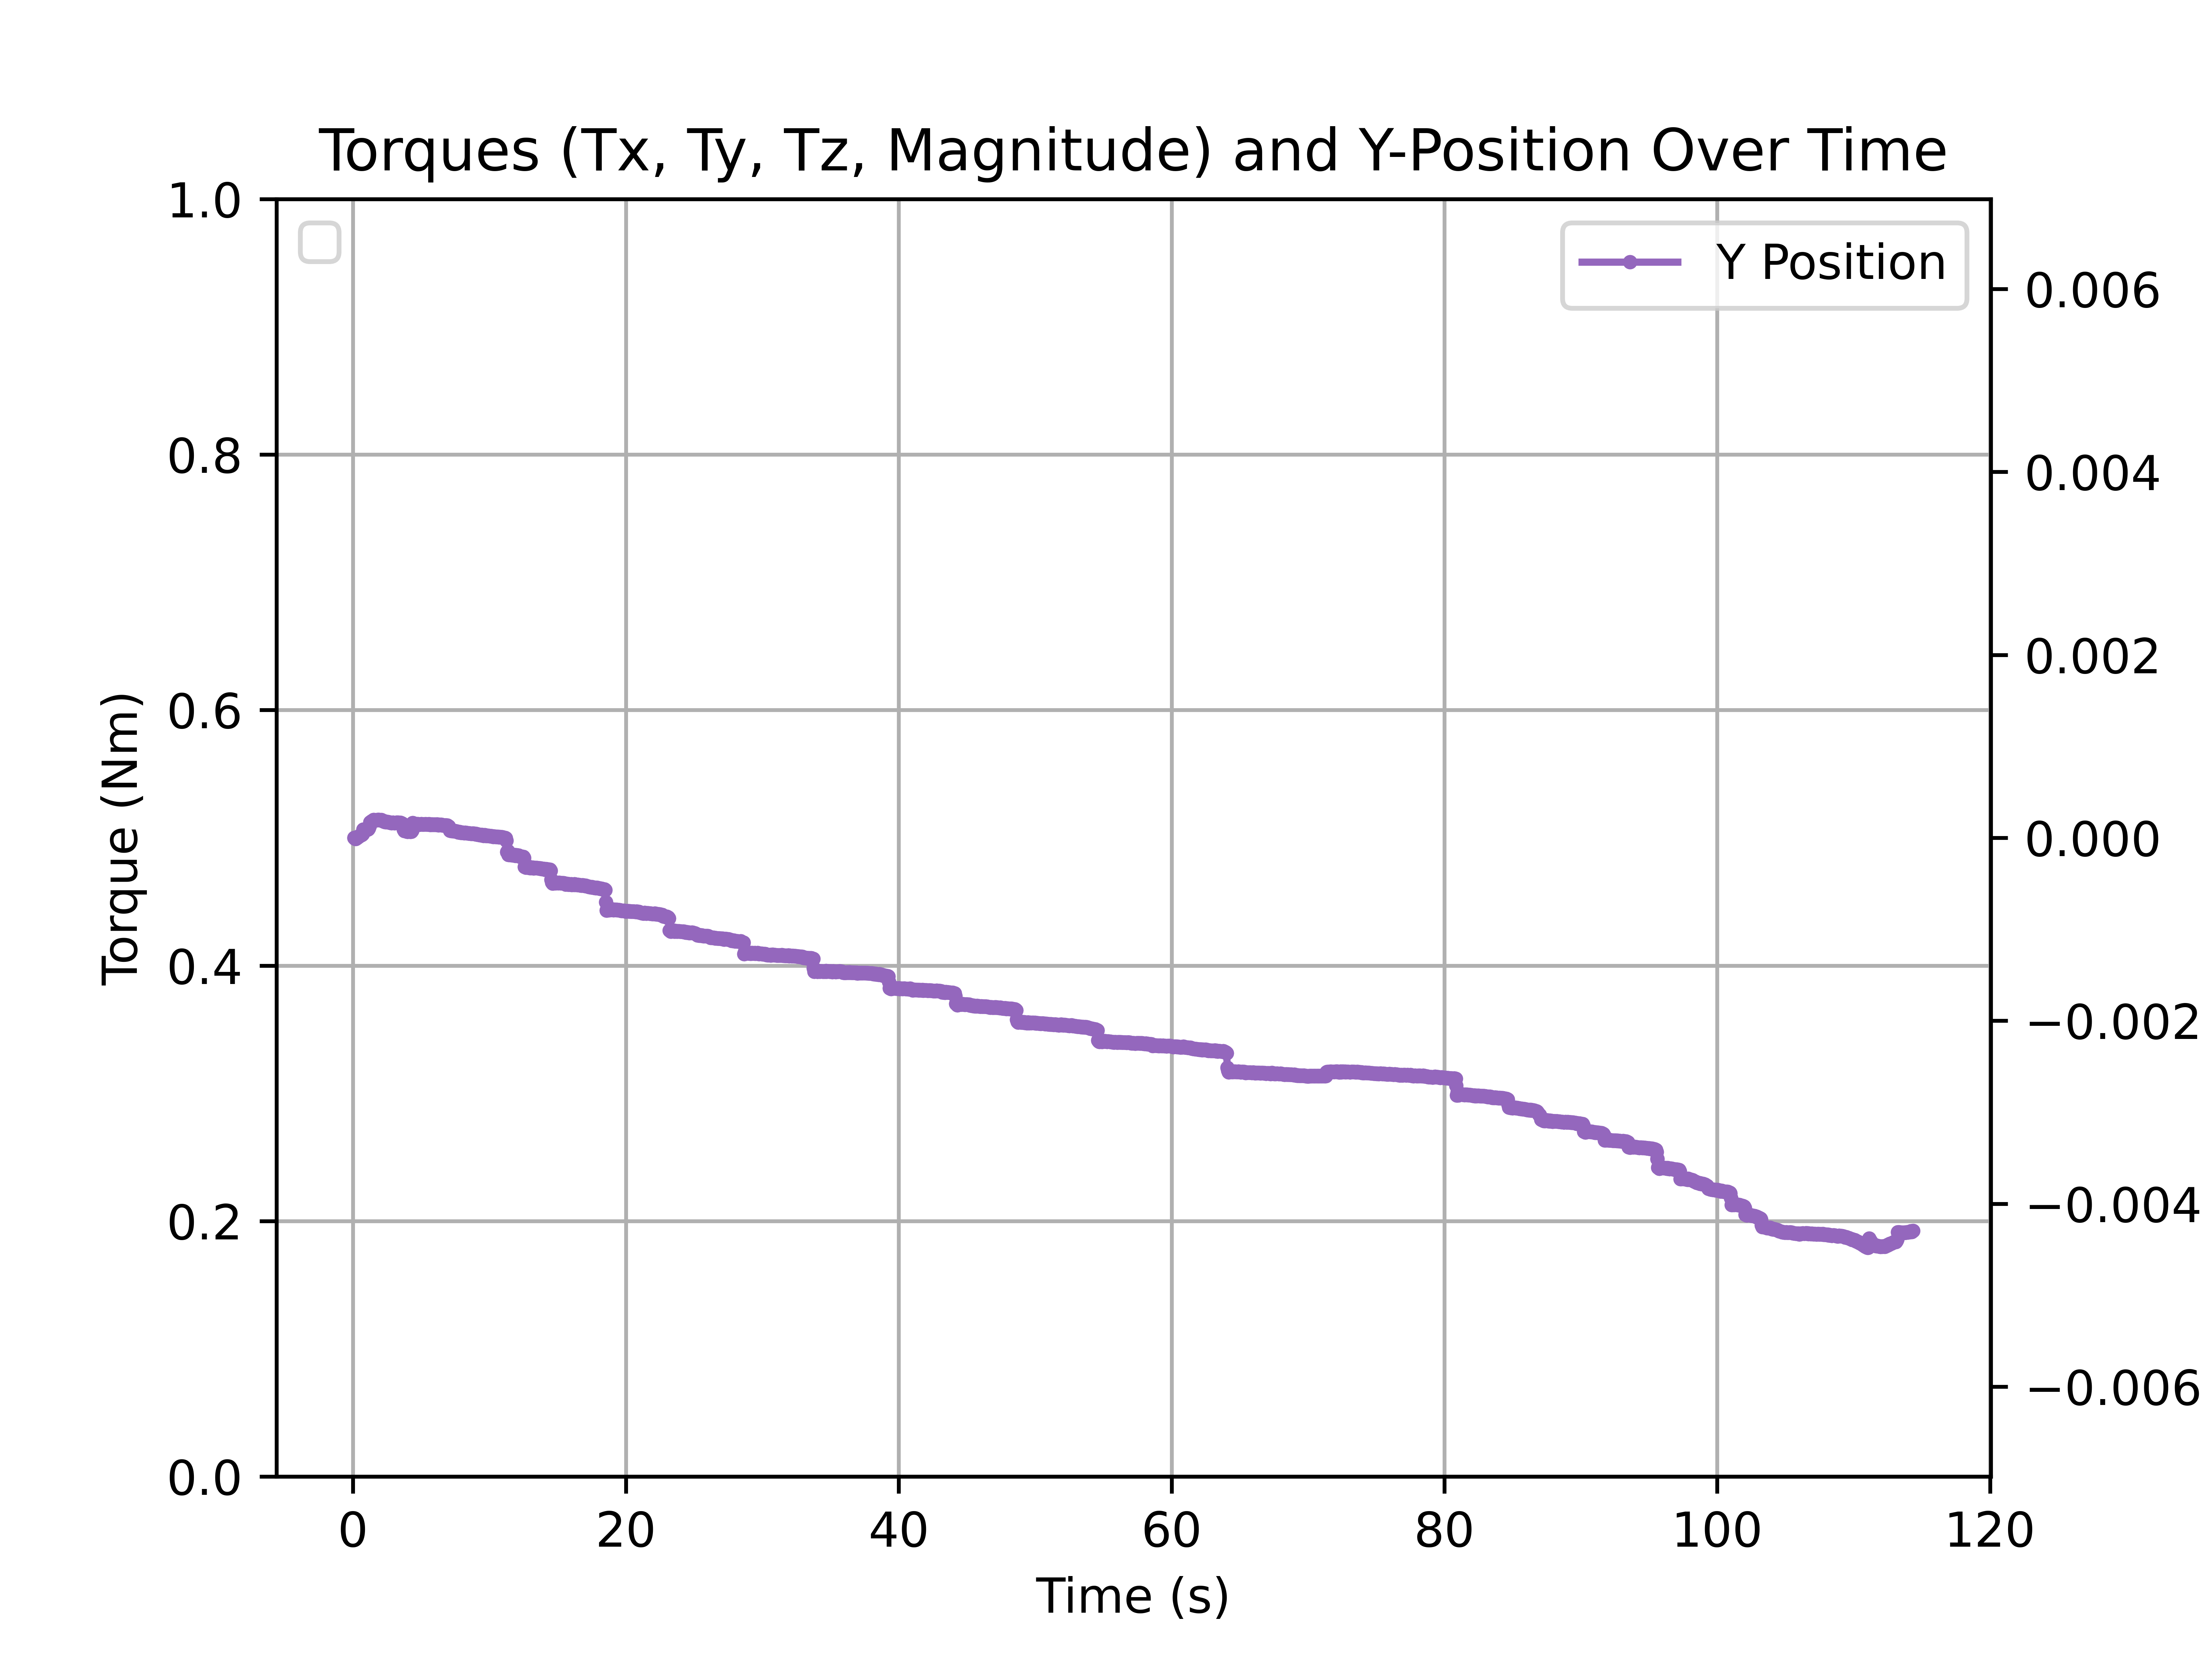 Torques (Tx, Ty, Tz, Magnitude) and Y-Position Over Time
1.0
0.8
0.6
0.4
0.2
0.0
Torque (Nm)
Y Position
0.006
0.004
0.002
0.000
−0.002
−0.004
−0.006
0 20 40 60 80 100 120
Time (s)